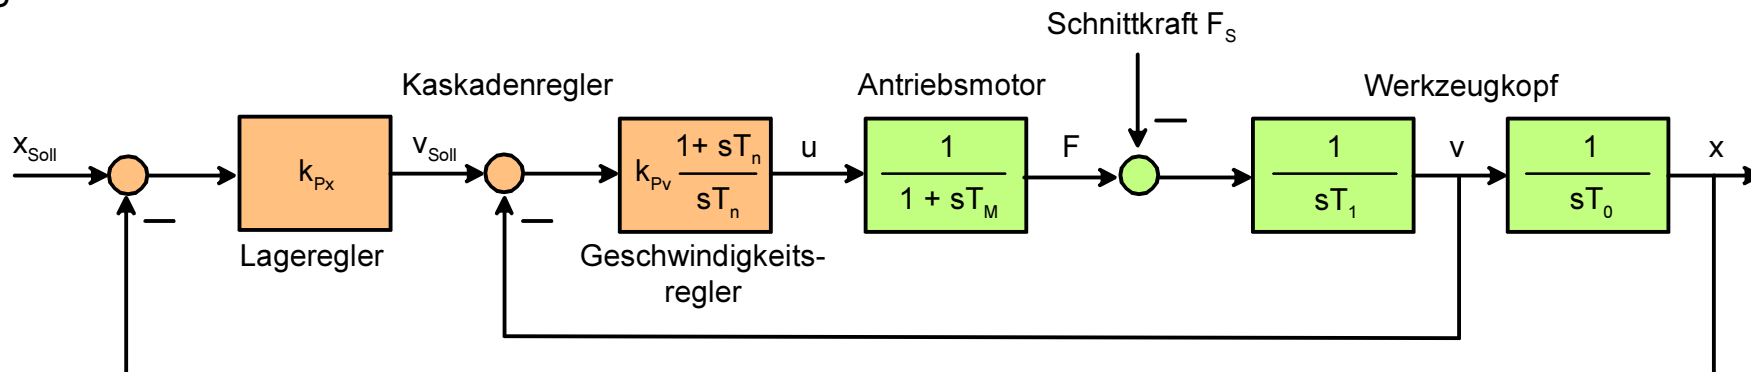 Schnittkraft F_S
Kaskadenregler
Antriebsmotor
Werkzeugkopf
x_Soll
k_Px
v_Soll
k_Pv
1+ sT_n
sT_n
u
1
1 + sT_M
F
1
sT_1
v
1
sT_0
x
Lageregler
Geschwindigkeits-
regler